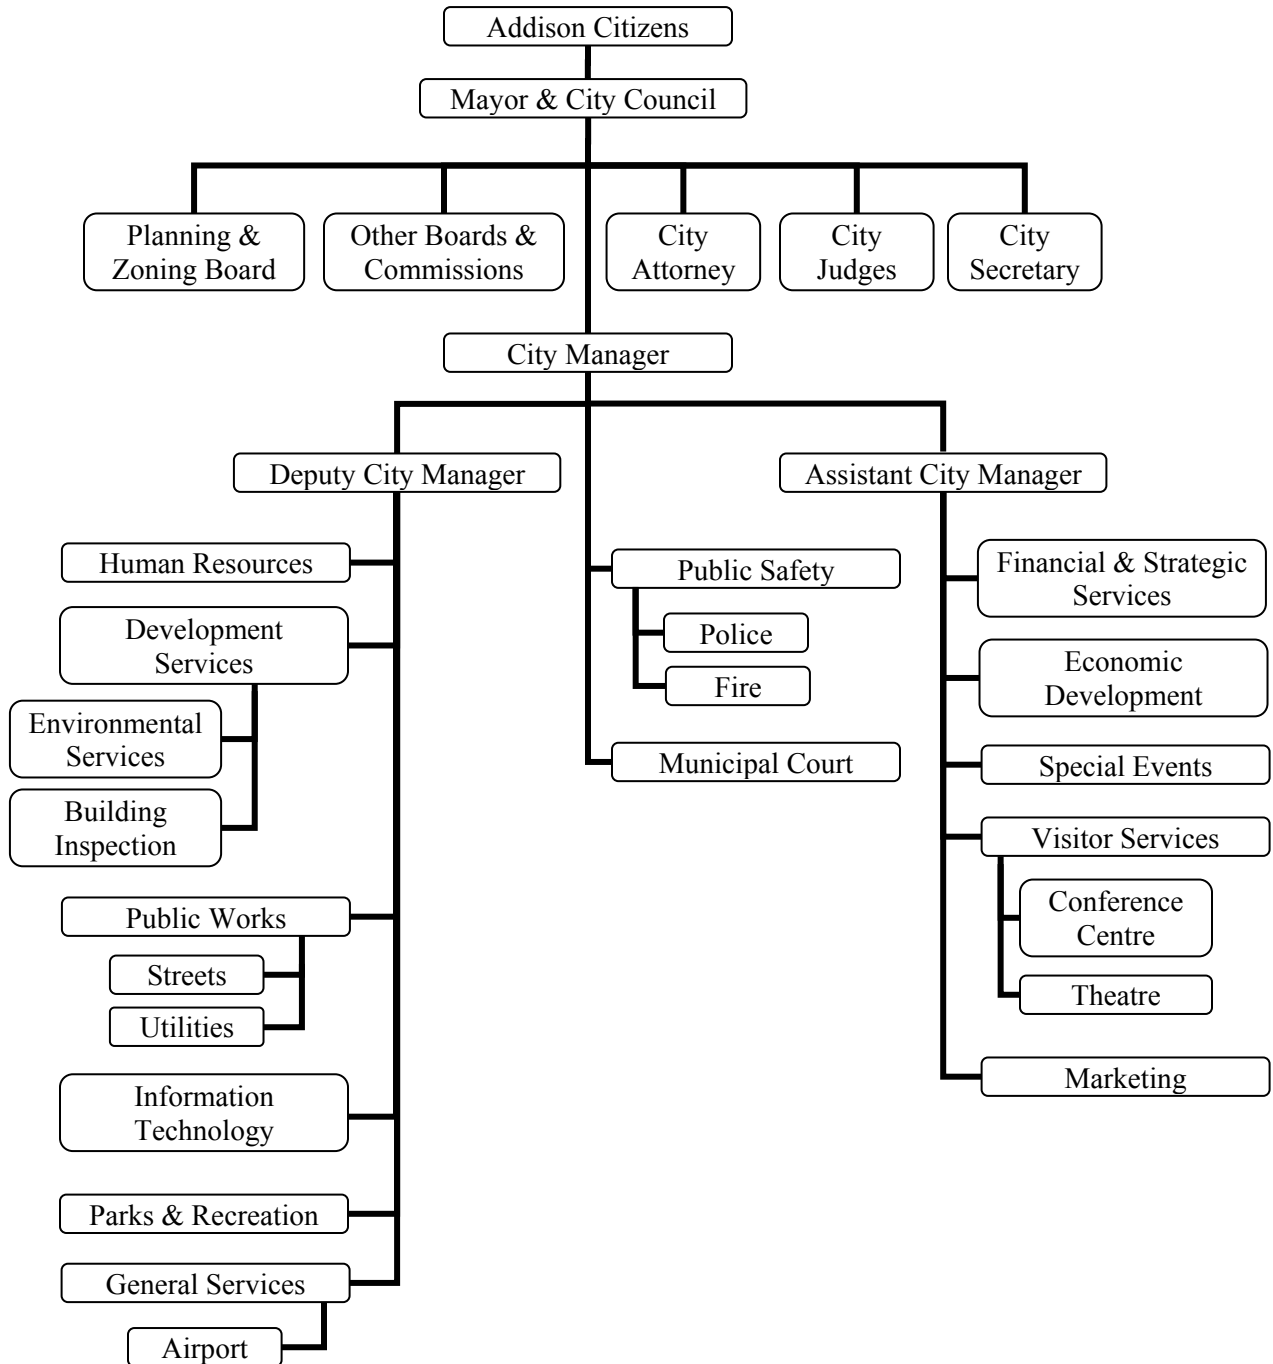 Addison Citizens
Mayor & City Council
Planning &
Zoning Board
Other Boards &
Commissions
City
Attorney
City
Judges
City
Secretary
City Manager
Deputy City Manager
Human Resources
Development
Services
Environmental
Services
Building
Inspection
Public Works
Streets
Utilities
Information
Technology
Parks & Recreation
General Services
Airport
Public Safety
Police
Fire
Municipal Court
Assistant City Manager
Financial & Strategic
Services
Economic
Development
Special Events
Visitor Services
Conference
Centre
Theatre
Marketing